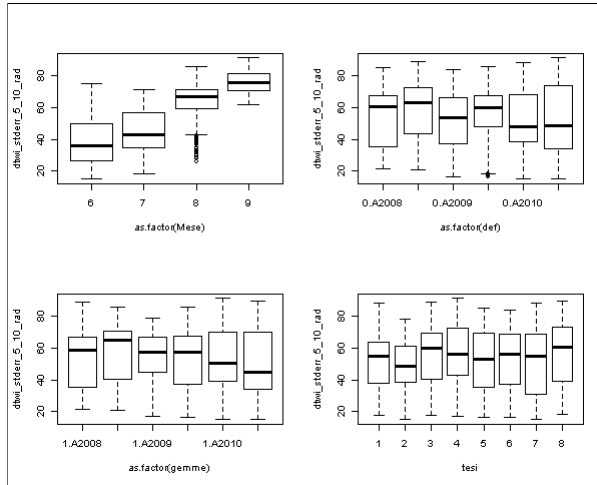 dtwi_stderr_5_10_rad
80
60
40
20
6 7 8 9
as.factor(Mese)
dtwi_stderr_5_10_rad
80
60
40
20
0.A2008 0.A2009 0.A2010
as.factor(def)
dtwi_stderr_5_10_rad
80
60
40
20
1.A2008 1.A2009 1.A2010
as.factor(gemme)
dtwi_stderr_5_10_rad
80
60
40
20
1 2 3 4 5 6 7 8
tesi